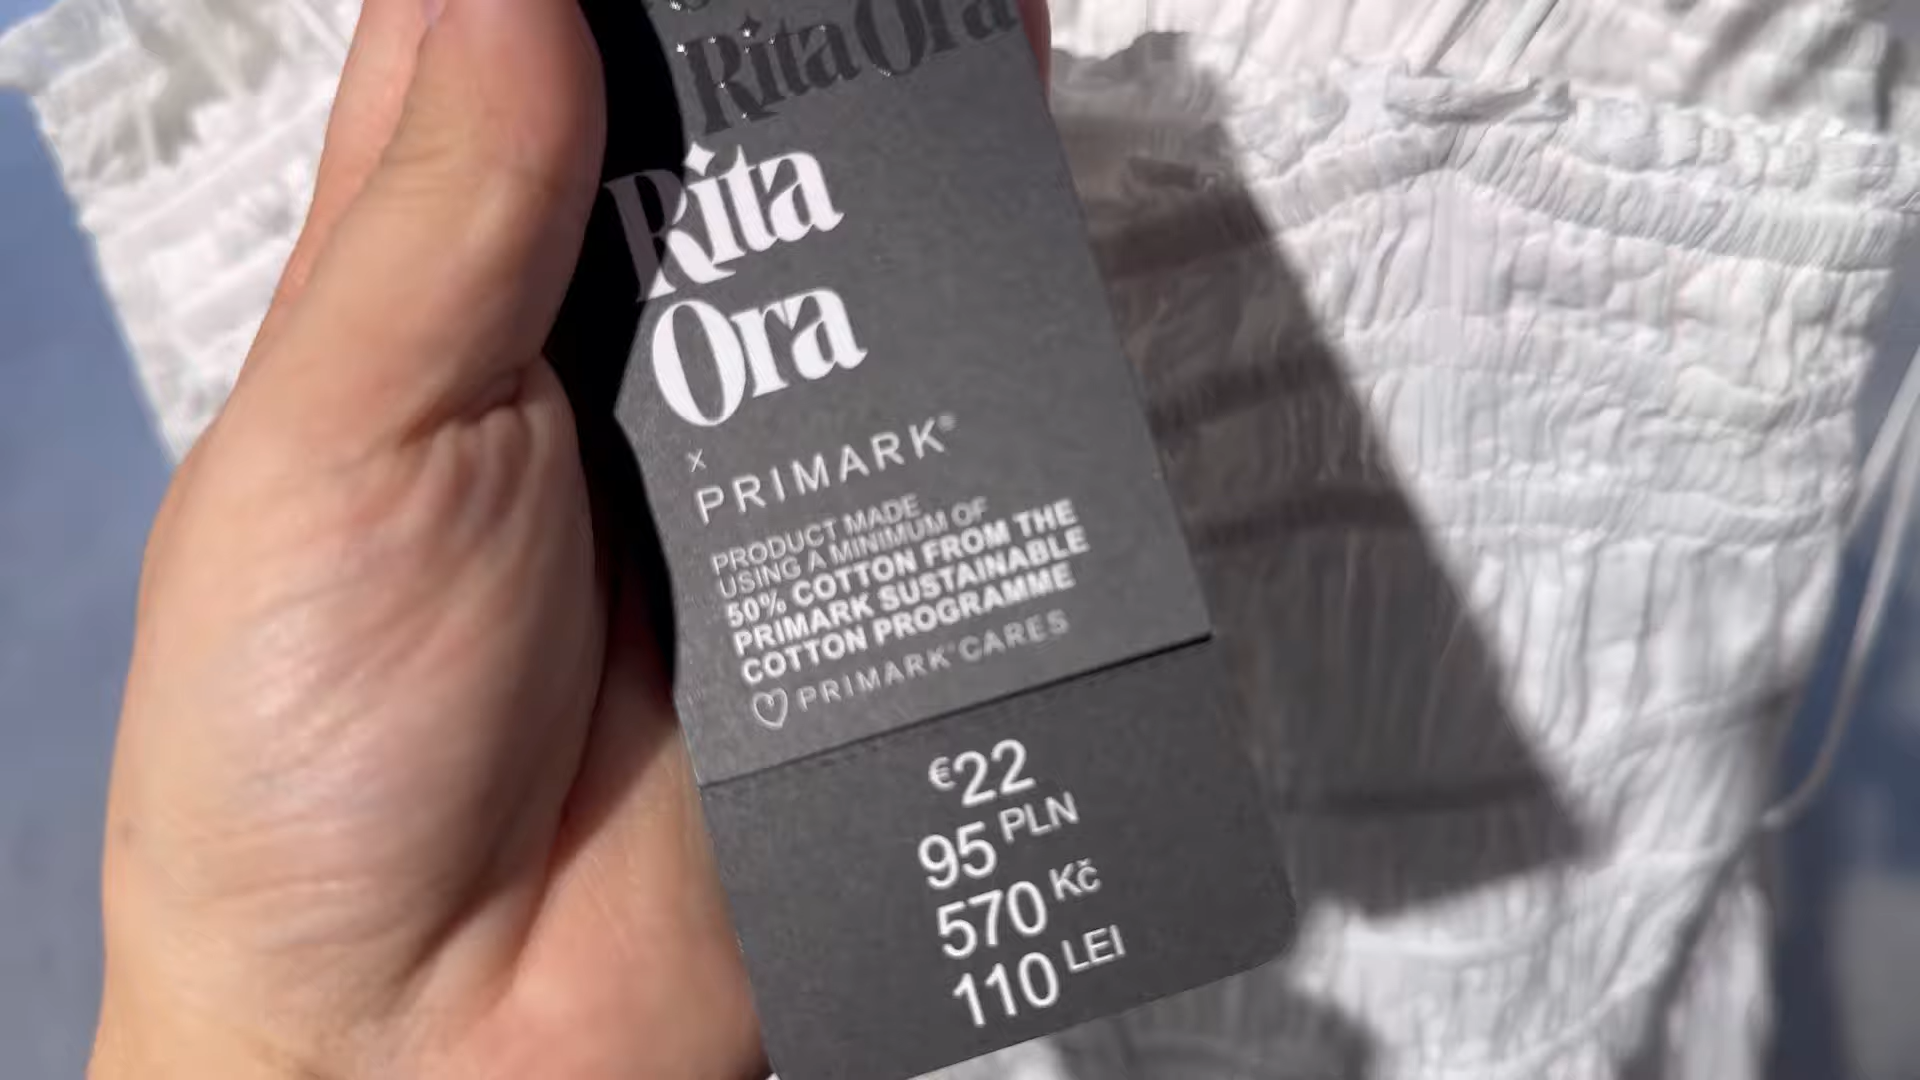 Rita Ora
Rita
Ora
x
PRIMARK®
PRODUCT MADE
USING A MINIMUM OF
50% COTTON FROM THE
PRIMARK SUSTAINABLE
COTTON PROGRAMME
PRIMARK® CARES
€22
95 PLN
570 Kč
110 LEI